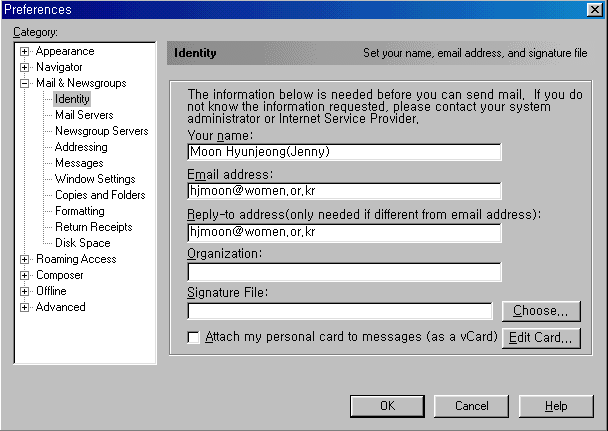 Preferences
Category:
Appearance
Navigator
Mail & Newsgroups
Identity
Mail Servers
Newsgroup Servers
Addressing
Messages
Window Settings
Copies and Folders
Formatting
Return Receipts
Disk Space
Roaming Access
Composer
Offline
Advanced
Identity Set your name, email address, and signature file
The information below is needed before you can send mail. If you do
not know the information requested, please contact your system
administrator or Internet Service Provider.
Your name:
Moon Hyunjeong(Jenny)
Email address:
hjmoon@women.or.kr
Reply-to address(only needed if different from email address):
hjmoon@women.or.kr
Organization:
Signature File:
Choose...
Attach my personal card to messages (as a vCard) Edit Card...
OK Cancel Help